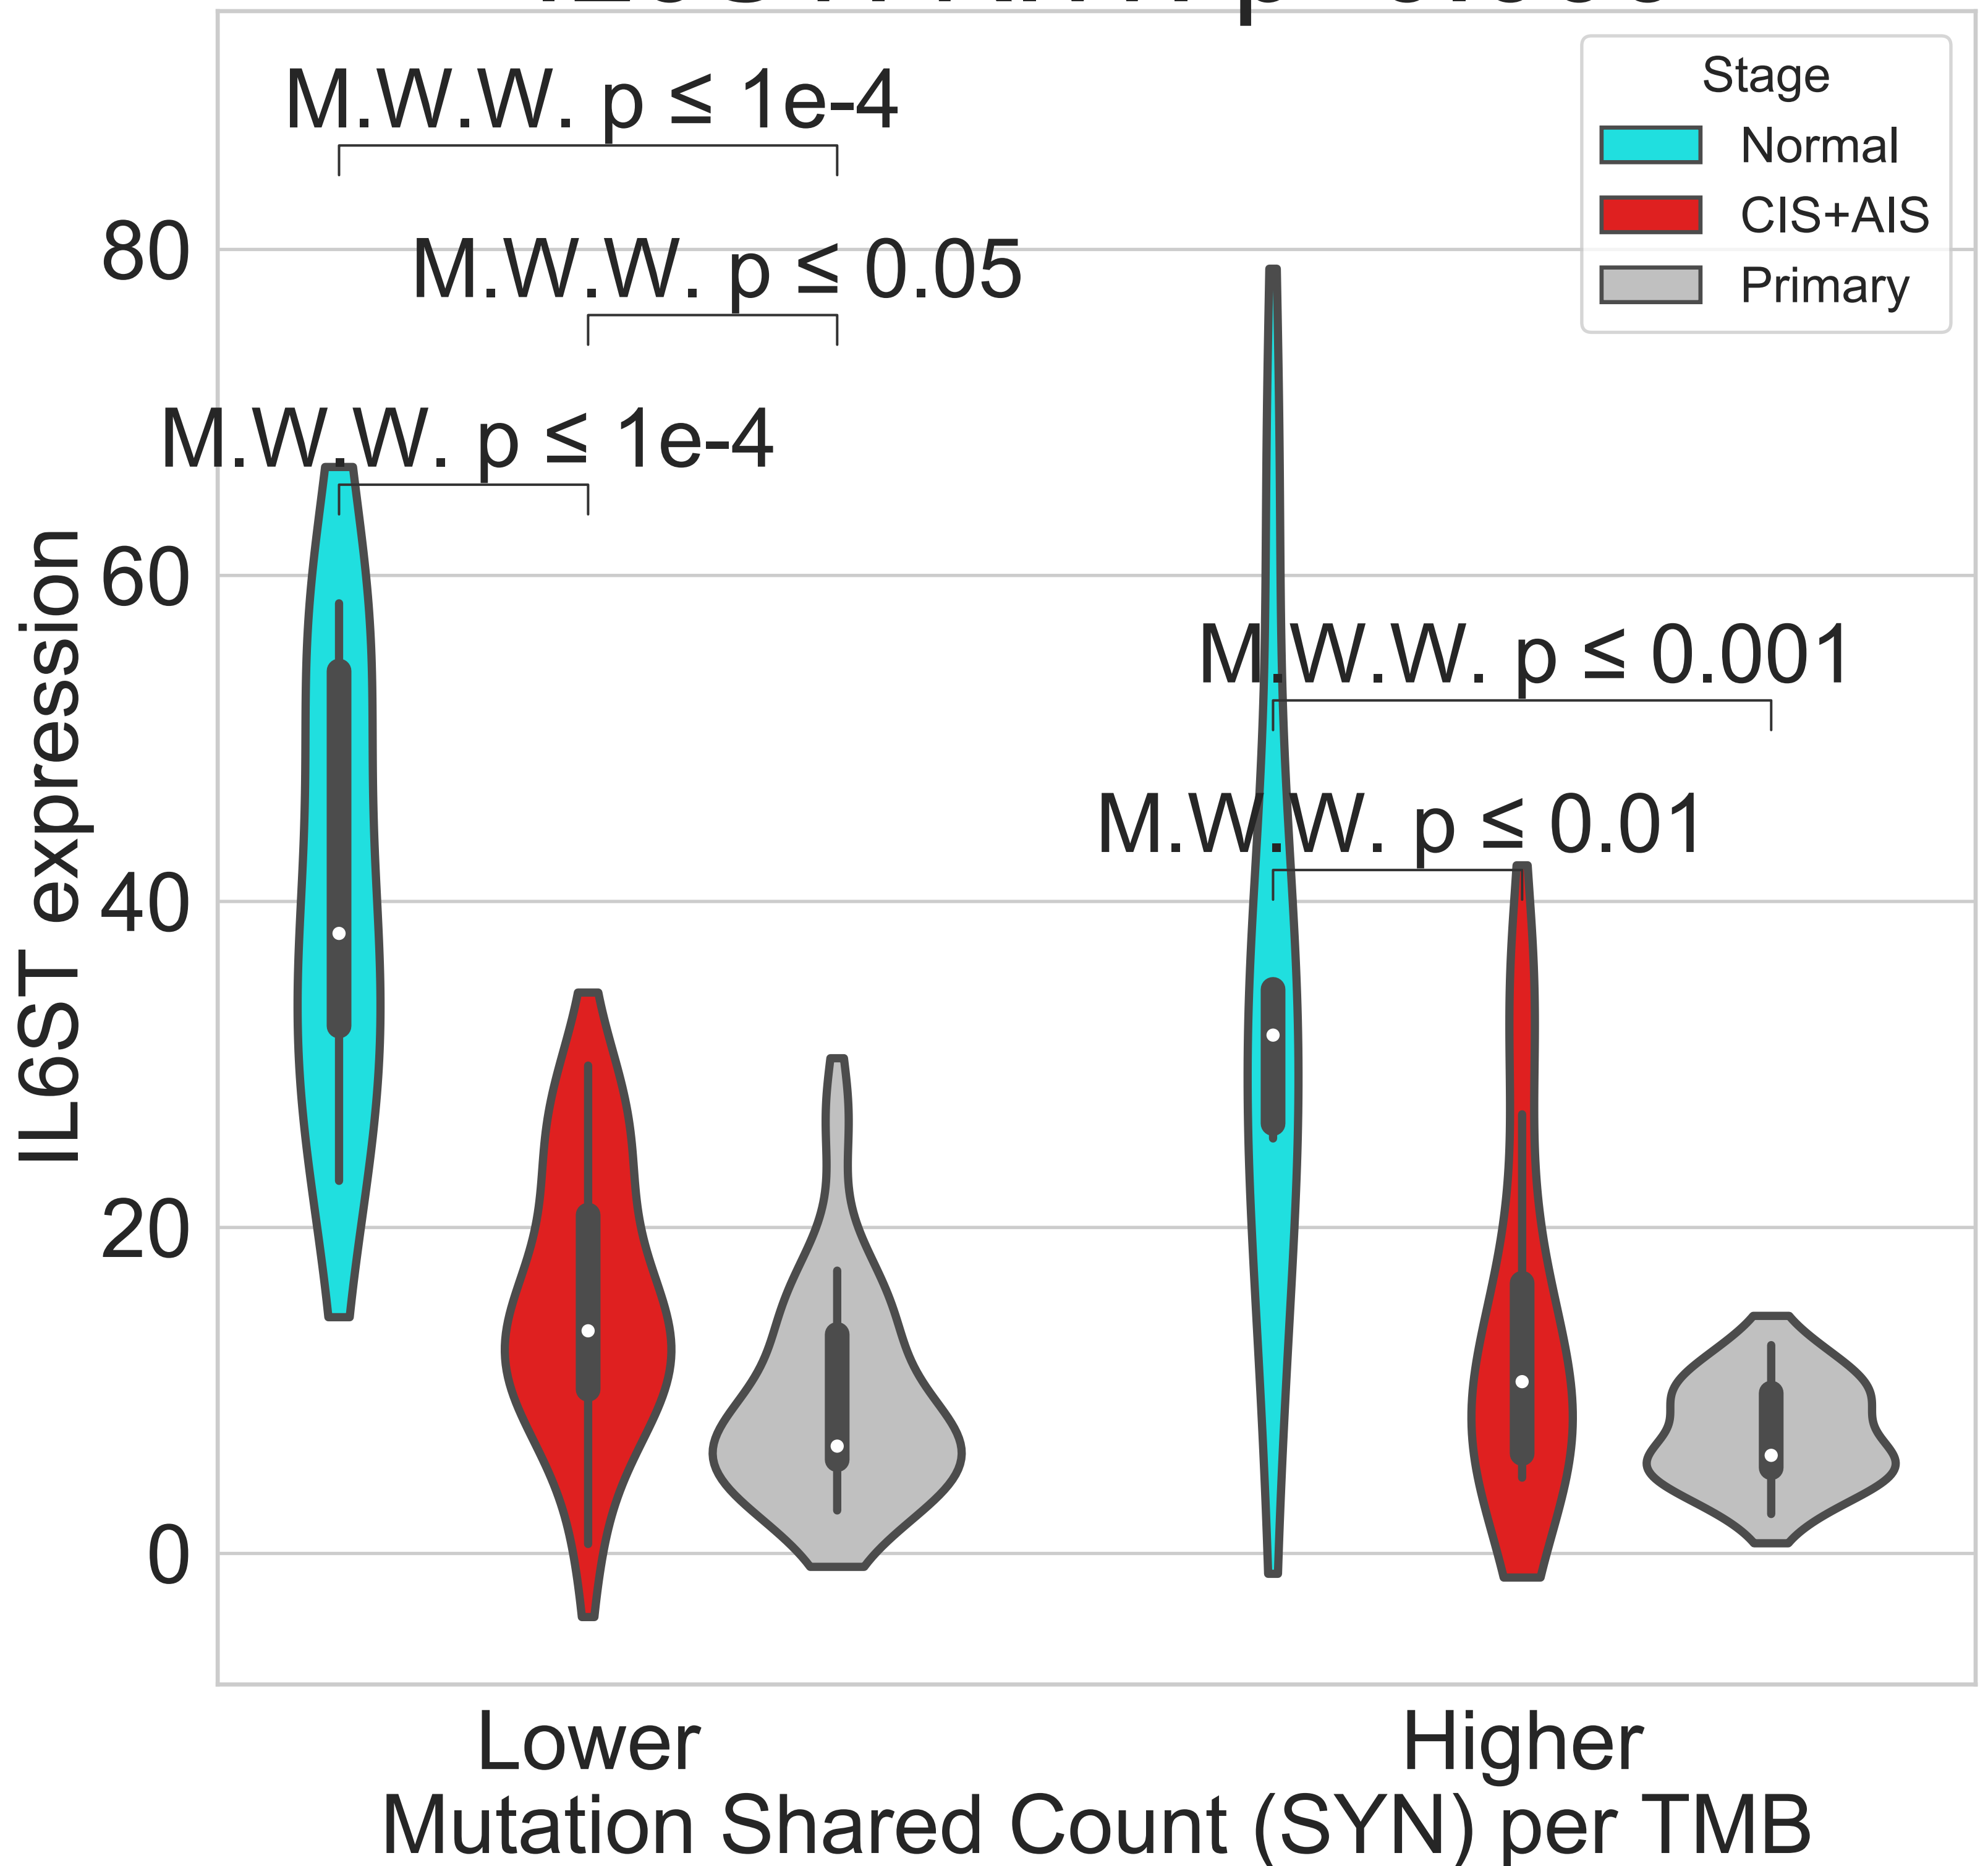 M.W.W. p ≤ 1e-4
M.W.W. p ≤ 0.05
M.W.W. p ≤ 1e-4
M.W.W. p ≤ 0.001
M.W.W. p ≤ 0.01
Stage
Normal
CIS+AIS
Primary
IL6ST expression
80
60
40
20
0
Lower
Higher
Mutation Shared Count (SYN) per TMB